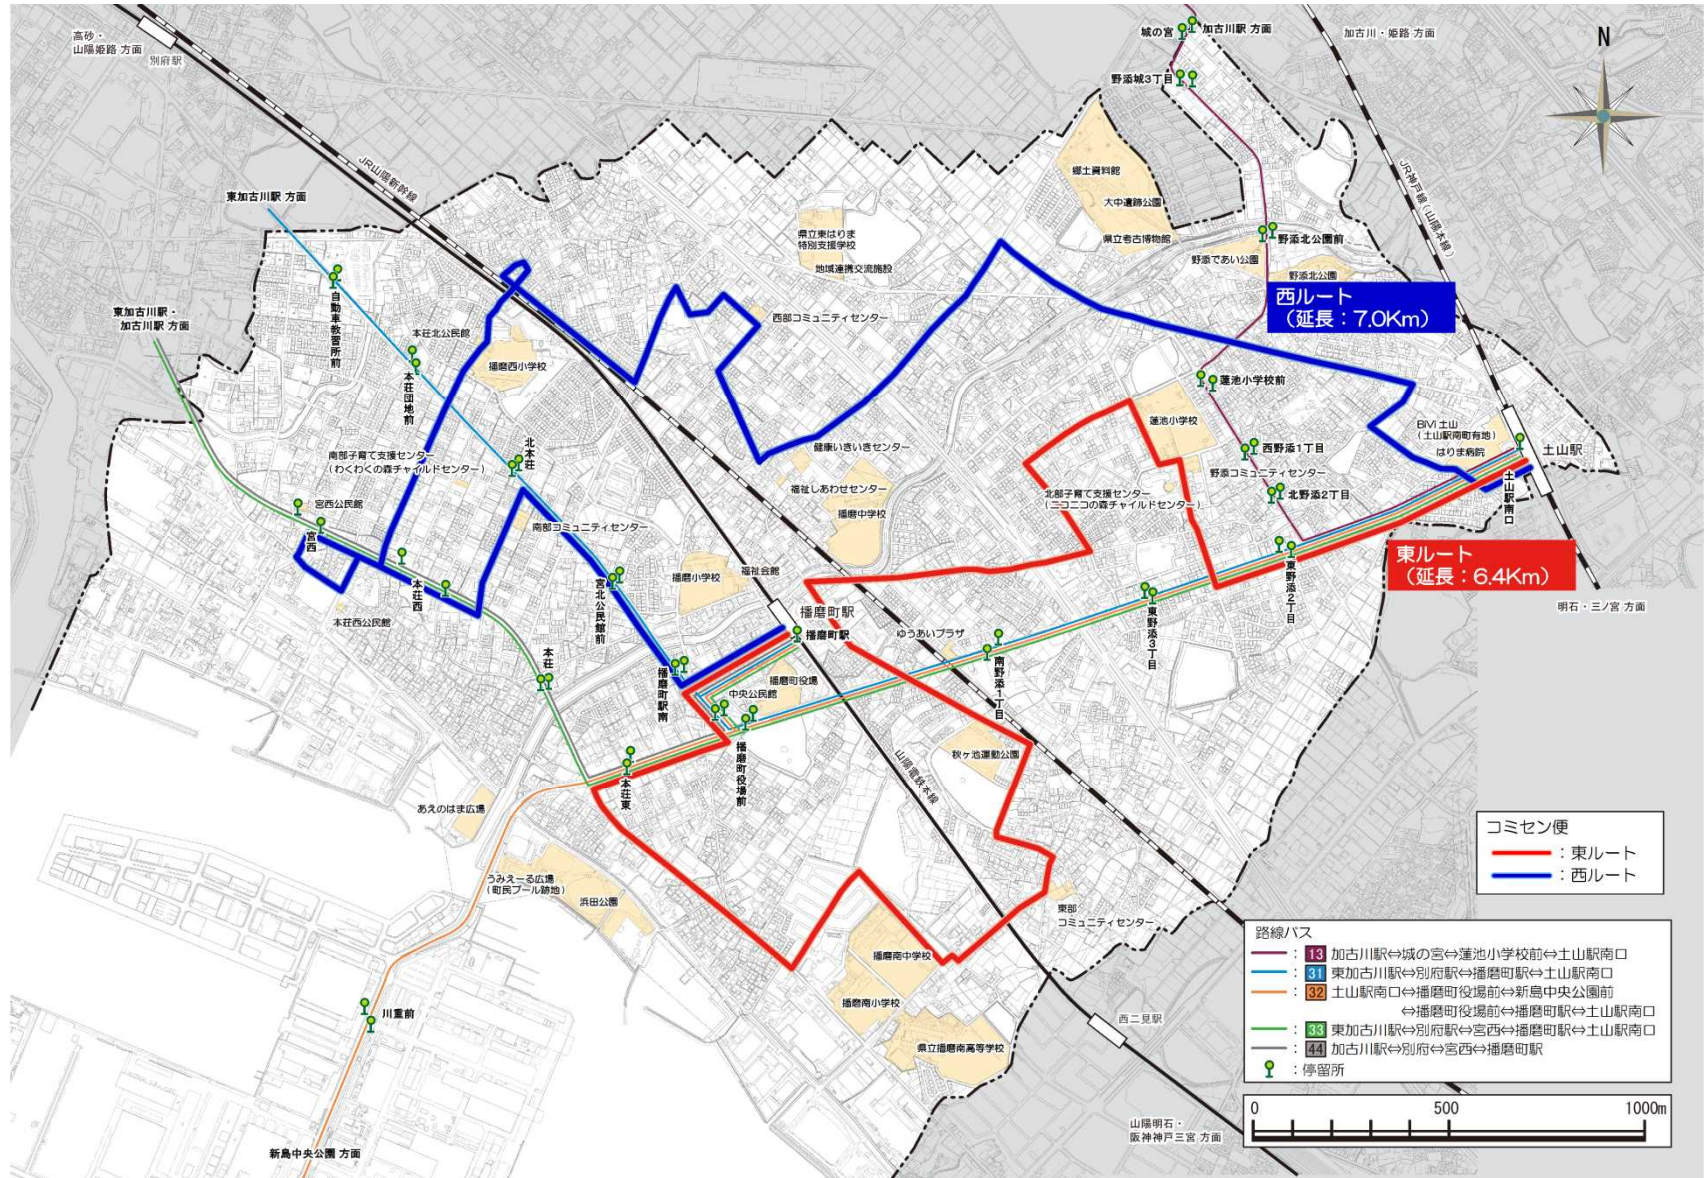 高砂・
山陽姫路 方面
別府駅
城の宮
加古川駅 方面
加古川・姫路 方面
N
野添城3丁目
JR山陽新幹線
郷土資料館
大中遺跡公園
県立考古博物館
JR神戸線（山陽本線）
東加古川駅 方面
県立東はりま
特別支援学校
地域連携交流施設
野添北公園前
野添であい公園
野添北公園
西ルート
（延長：7.0Km）
東加古川駅・
加古川駅 方面
自動車教習所前
本荘北公民館
本荘団地前
播磨西小学校
西部コミュニティセンター
蓮池小学校前
蓮池小学校
BiVi 土山
（土山駅南町有地）
はりま病院
土山駅
土山駅南口
北本荘
南部子育て支援センター
（わくわくの森チャイルドセンター）
健康いきいきセンター
西野添1丁目
野添コミュニティセンター
北野添2丁目
福祉しあわせセンター
播磨中学校
北部子育て支援センター
（ニコニコの森チャイルドセンター）
宮西公民館
宮西
南部コミュニティセンター
東ルート
（延長：6.4Km）
東野添2丁目
明石・三ノ宮 方面
本荘西
本荘西公民館
宮北公民館前
播磨小学校
福祉会館
播磨町駅
播磨町駅
ゆうあいプラザ
東野添3丁目
南野添1丁目
本荘
播磨町駅南
播磨町役場
中央公民館
播磨町役場前
本荘東
山陽電鉄本線
秋ヶ池運動公園
あえのはま広場
うみえーる広場
（町民プール跡地）
浜田公園
東部
コミュニティセンター
播磨南中学校
播磨南小学校
県立播磨南高等学校
西二見駅
川重前
新島中央公園 方面
山陽明石・
阪神神戸三宮 方面
コミセン便
：東ルート
：西ルート
路線バス
：13 加古川駅⇔城の宮⇔蓮池小学校前⇔土山駅南口
：31 東加古川駅⇔別府駅⇔播磨町駅⇔土山駅南口
：32 土山駅南口⇔播磨町役場前⇔新島中央公園前
⇔播磨町役場前⇔播磨町駅⇔土山駅南口
：33 東加古川駅⇔別府駅⇔宮西⇔播磨町駅⇔土山駅南口
：44 加古川駅⇔別府⇔宮西⇔播磨町駅
：停留所
0 500 1000m